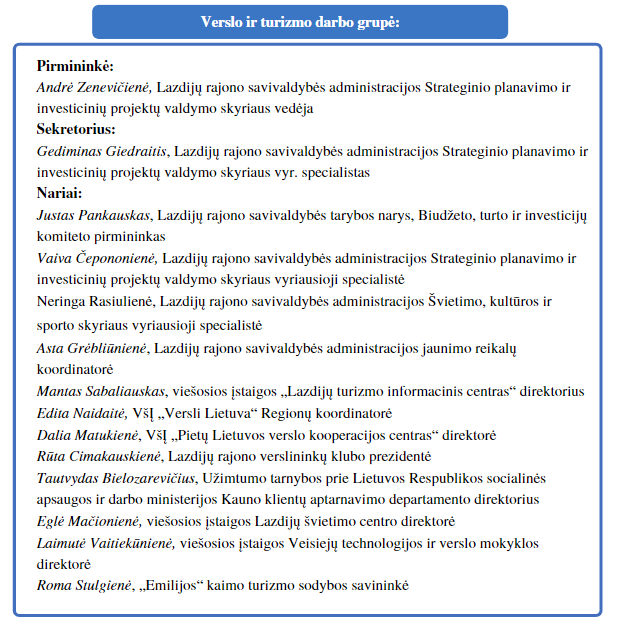 Verslo ir turizmo darbo grupė:
Pirmininkė:
Andrė Zenevičienė, Lazdijų rajono savivaldybės administracijos Strateginio planavimo ir
investicinių projektų valdymo skyriaus vedėja
Sekretorius:
Gediminas Giedraitis, Lazdijų rajono savivaldybės administracijos Strateginio planavimo ir
investicinių projektų valdymo skyriaus vyr. specialistas
Nariai:
Justas Pankauskas, Lazdijų rajono savivaldybės tarybos narys, Biudžeto, turto ir investicijų
komiteto pirmininkas
Vaiva Čepononienė, Lazdijų rajono savivaldybės administracijos Strateginio planavimo ir
investicinių projektų valdymo skyriaus vyriausioji specialistė
Neringa Rasiulienė, Lazdijų rajono savivaldybės administracijos Švietimo, kultūros ir
sporto skyriaus vyriausioji specialistė
Asta Grėbliūnienė, Lazdijų rajono savivaldybės administracijos jaunimo reikalų
koordinatorė
Mantas Sabaliauskas, viešosios įstaigos „Lazdijų turizmo informacinis centras“ direktorius
Edita Naidaitė, VšĮ „Versli Lietuva“ Regionų koordinatorė
Dalia Matukienė, VšĮ „Pietų Lietuvos verslo kooperacijos centras“ direktorė
Rūta Cimakauskienė, Lazdijų rajono verslininkų klubo prezidentė
Tautvydas Bielozarevičius, Užimtumo tarnybos prie Lietuvos Respulikos socialinės
apsaugos ir darbo ministerijos Kauno klientų aptarnavimo departamento direktorius
Eglė Mačionienė, viešosios įstaigos Lazdijų švietimo centro direktorė
Laimutė Vaitiekūnienė, viešosios įstaigos Veisiejų technologijos ir verslo mokyklos
direktorė
Roma Stulgienė, „Emilijos“ kaimo turizmo sodybos savininkė